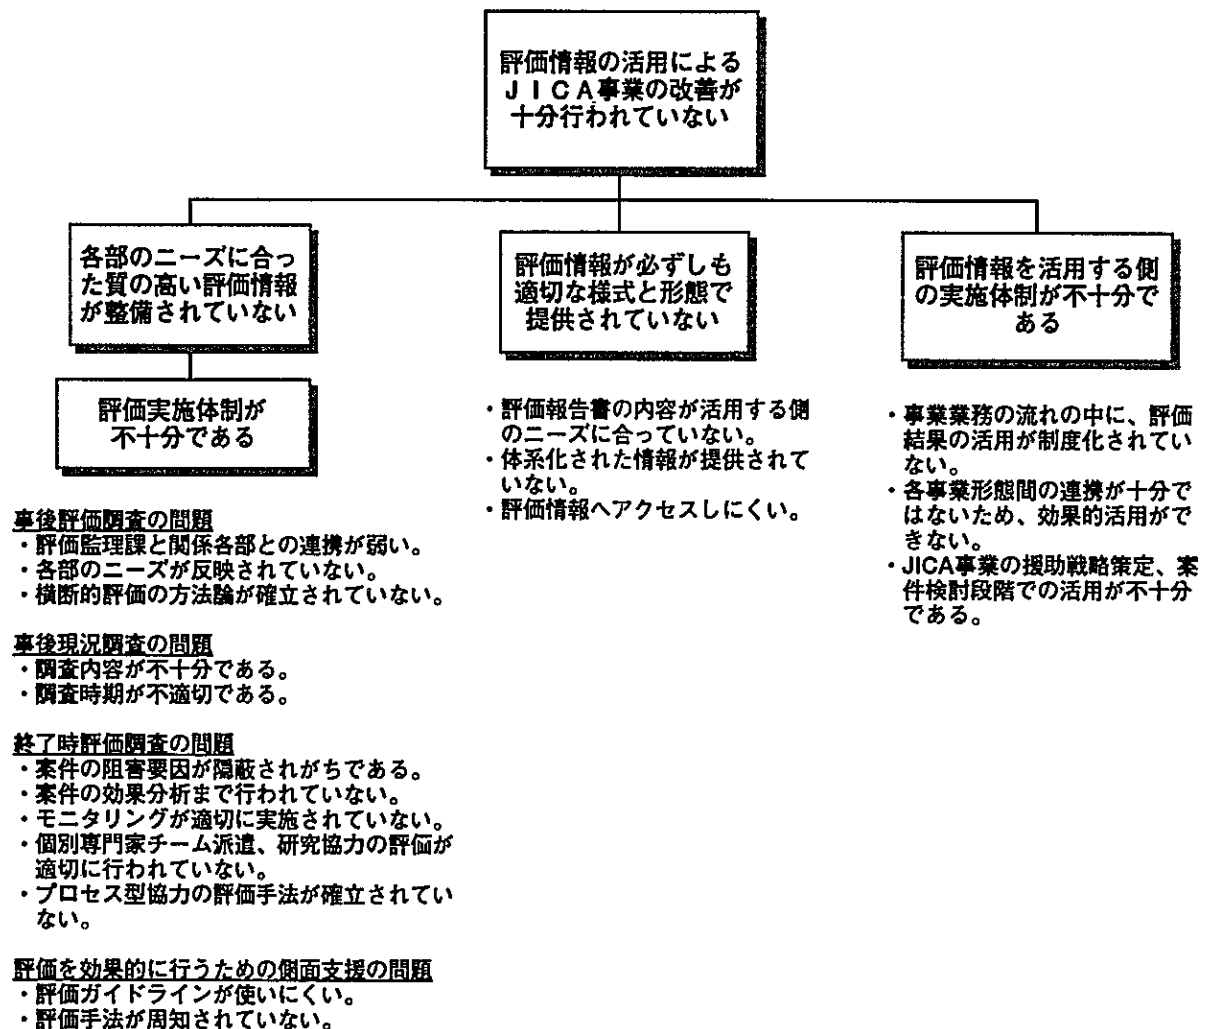 評価情報の活用による
ＪＩＣＡ事業の改善が
十分行われていない
各部のニーズに合っ
た質の高い評価情報
が整備されていない
評価情報が必ずしも
適切な様式と形態で
提供されていない
評価情報を活用する側
の実施体制が不十分で
ある
評価実施体制が
不十分である
・評価報告書の内容が活用する側
のニーズに合っていない。
・体系化された情報が提供されて
いない。
・評価情報へアクセスしにくい。
・事業業務の流れの中に、評価
結果の活用が制度化されてい
ない。
・各事業形態間の連携が十分で
はないため、効果的活用がで
きない。
・JICA事業の援助戦略策定、案
件検討段階での活用が不十分
である。
事後評価調査の問題
・評価監理課と関係各部との連携が弱い。
・各部のニーズが反映されていない。
・横断的評価の方法論が確立されていない。
事後現況調査の問題
・調査内容が不十分である。
・調査時期が不適切である。
終了時評価調査の問題
・案件の阻害要因が隠蔽されがちである。
・案件の効果分析まで行われていない。
・モニタリングが適切に実施されていない。
・個別専門家チーム派遣、研究協力の評価が
適切に行われていない。
・プロセス型協力の評価手法が確立されてい
ない。
評価を効果的に行うための側面支援の問題
・評価ガイドラインが使いにくい。
・評価手法が周知されていない。